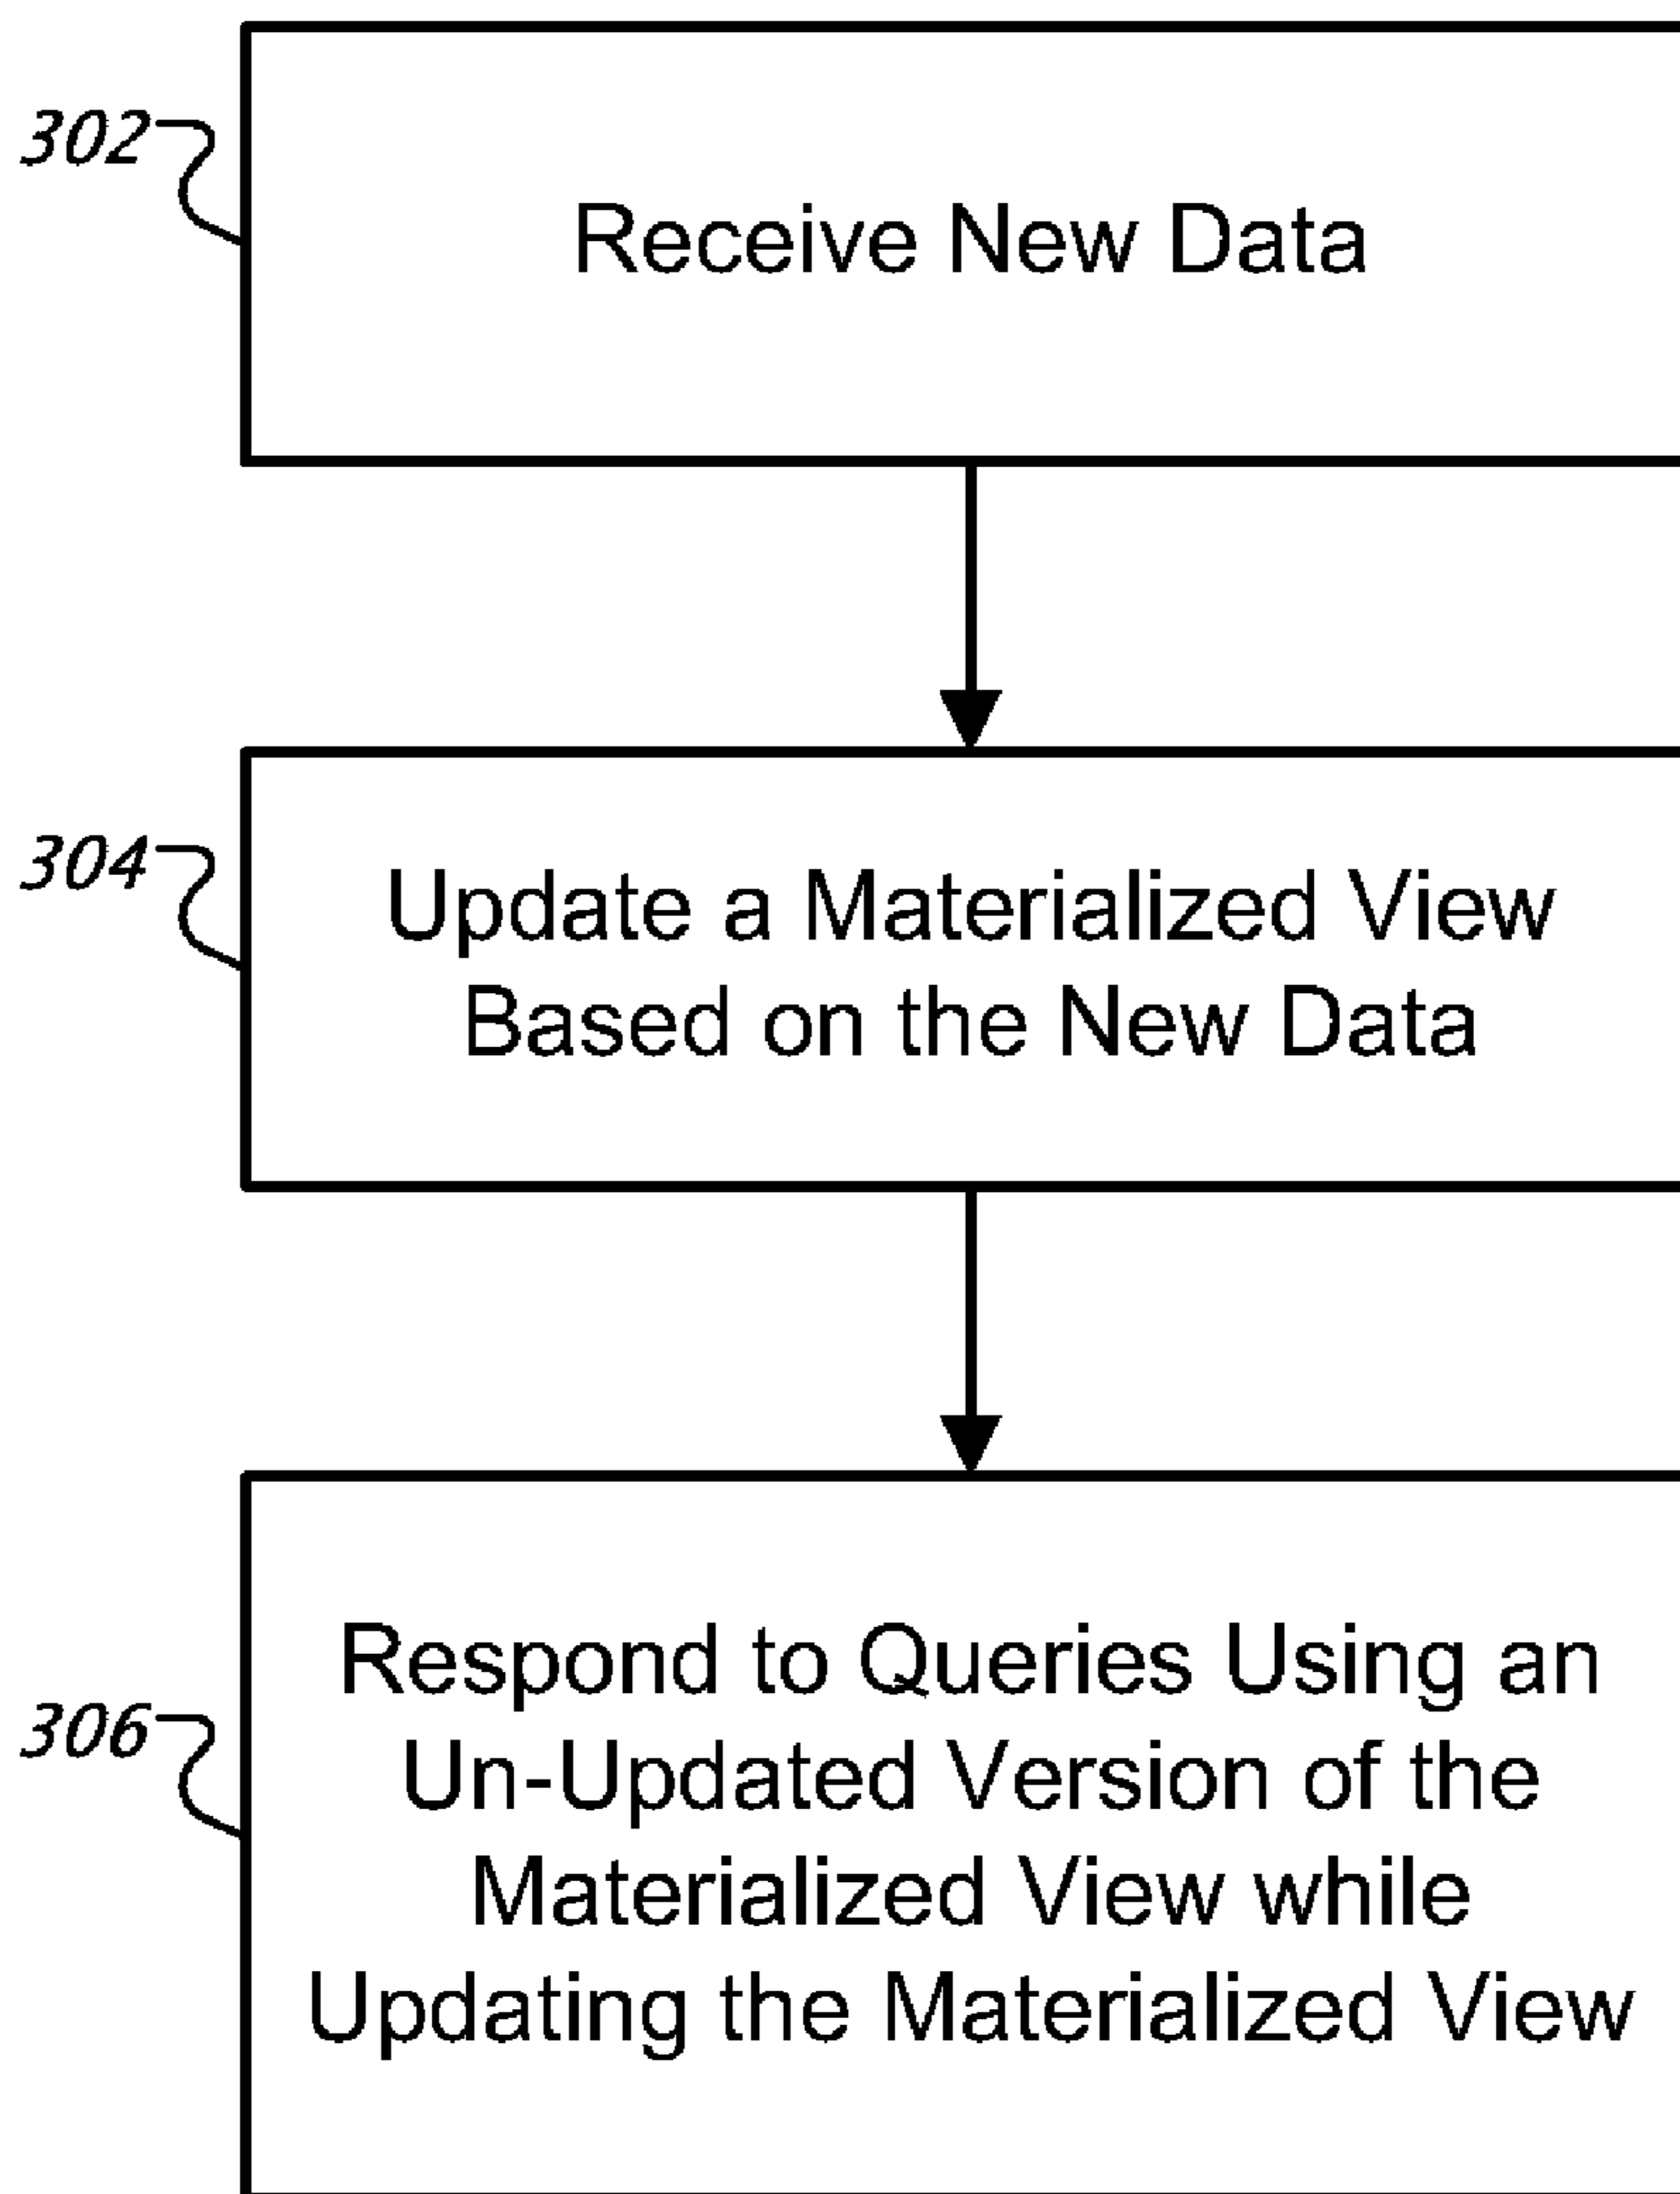 302
Receive New Data
304
Update a Materialized View
Based on the New Data
306
Respond to Queries Using an
Un-Updated Version of the
Materialized View while
Updating the Materialized View